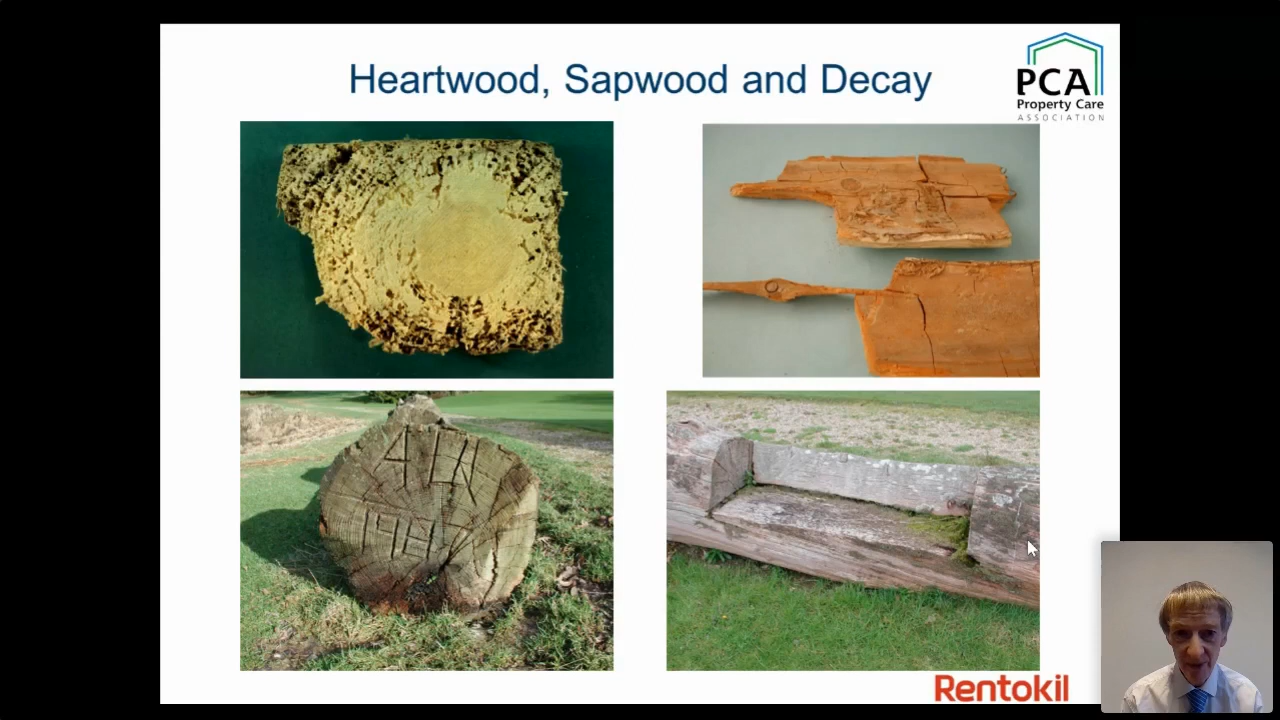 Heartwood, Sapwood and Decay
PCA
Property Care
ASSOCIATION
Rentokil